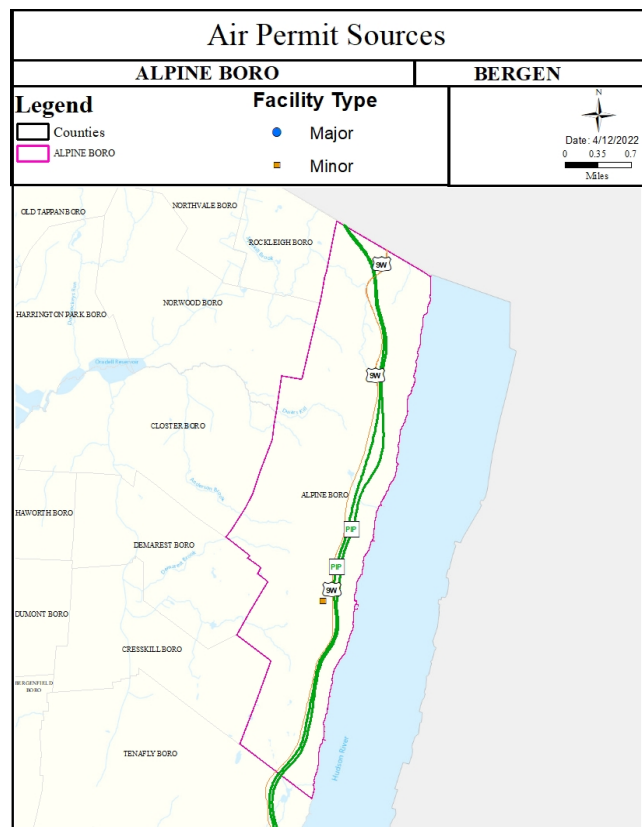 Air Permit Sources
ALPINE BORO
BERGEN
Legend
Counties
ALPINE BORO
Facility Type
Major
Minor
N
Date: 4/12/2022
0 0.35 0.7
Miles
OLD TAPPAN BORO
NORTHVALE BORO
ROCKLEIGH BORO
9W
NORWOOD BORO
HARRINGTON PARK BORO
9W
CLOSTER BORO
ALPINE BORO
HAWORTH BORO
PIP
DEMAREST BORO
PIP
9W
DUMONT BORO
CRESSKILL BORO
BERGENFIELD
BORO
TENAFLY BORO
Hudson River